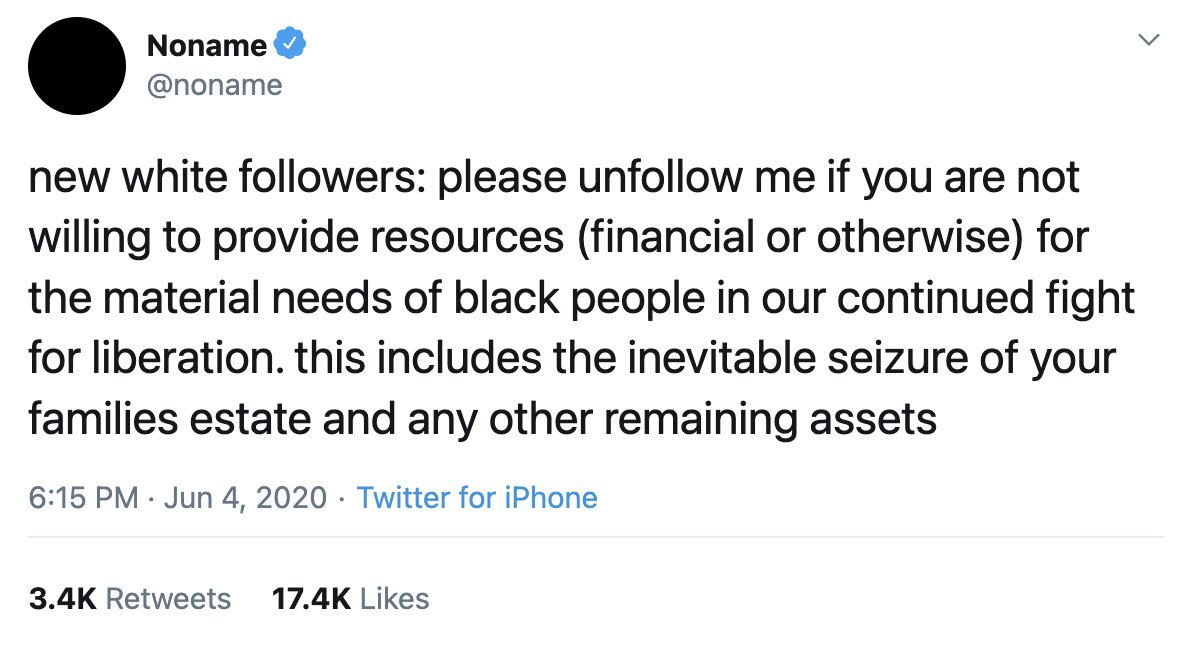 Noname
@noname
new white followers: please unfollow me if you are not
willing to provide resources (financial or otherwise) for
the material needs of black people in our continued fight
for liberation. this includes the inevitable seizure of your
families estate and any other remaining assets
6:15 PM · Jun 4, 2020 · Twitter for iPhone
3.4K Retweets 17.4K Likes